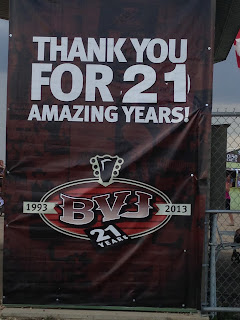 THANK YOU
FOR 21
AMAZING YEARS!
1993 BVJ 2013
21
YEARS